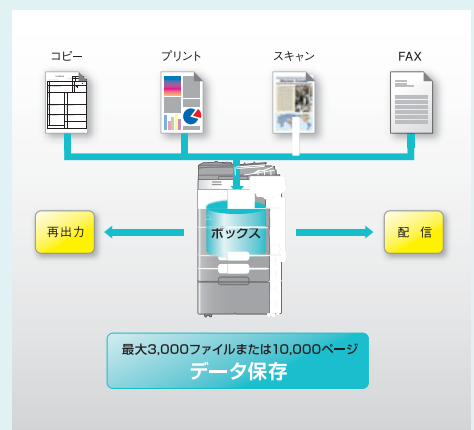 コピー
プリント
スキャン
FAX
再出力
ボックス
配 信
最大3,000ファイルまたは10,000ページ
データ保存